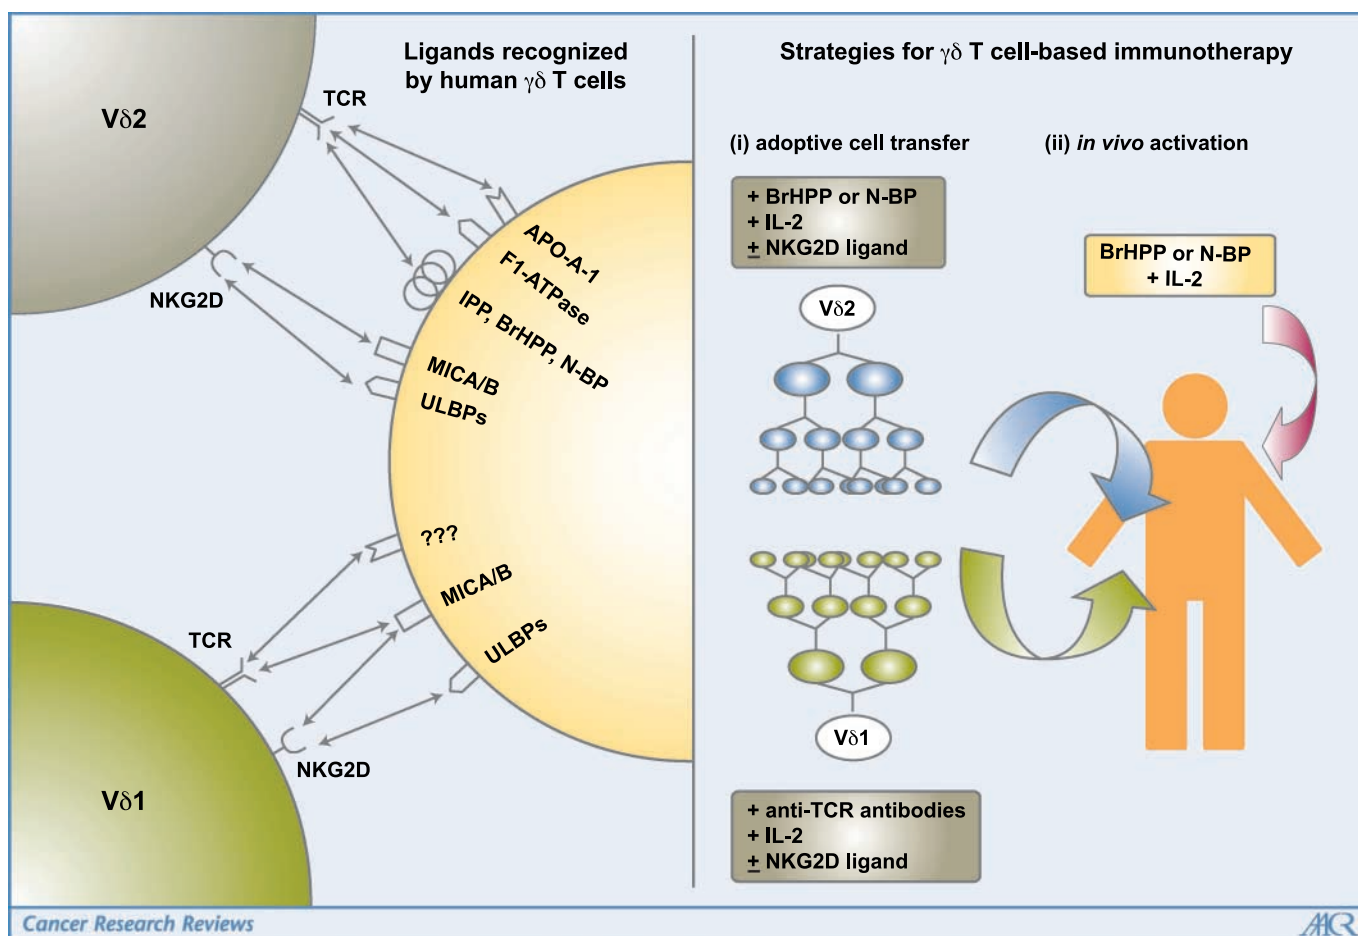 Ligands recognized
by human γδ T cells
Vδ2
TCR
NKG2D
APO-A-1
F1-ATPase
IPP, BrHPP, N-BP
MICA/B
ULBPs
???
MICA/B
ULBPs
TCR
NKG2D
Vδ1
Strategies for γδ T cell-based immunotherapy
(i) adoptive cell transfer
+ BrHPP or N-BP
+ IL-2
± NKG2D ligand
Vδ2
Vδ1
+ anti-TCR antibodies
+ IL-2
± NKG2D ligand
(ii) in vivo activation
BrHPP or N-BP
+ IL-2
Cancer Research Reviews
AACR